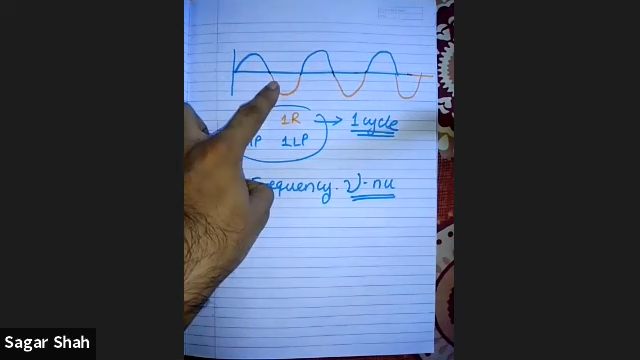 1R → 1 cycle
1LP
Frequency. ν - nu
Sagar Shah